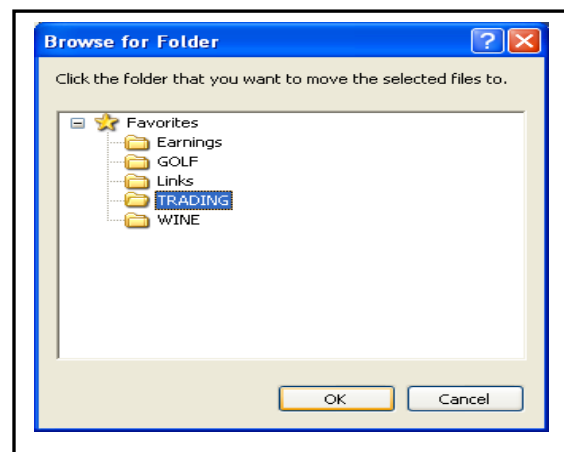 Browse for Folder
Click the folder that you want to move the selected files to.
Favorites
Earnings
GOLF
Links
TRADING
WINE
OK Cancel